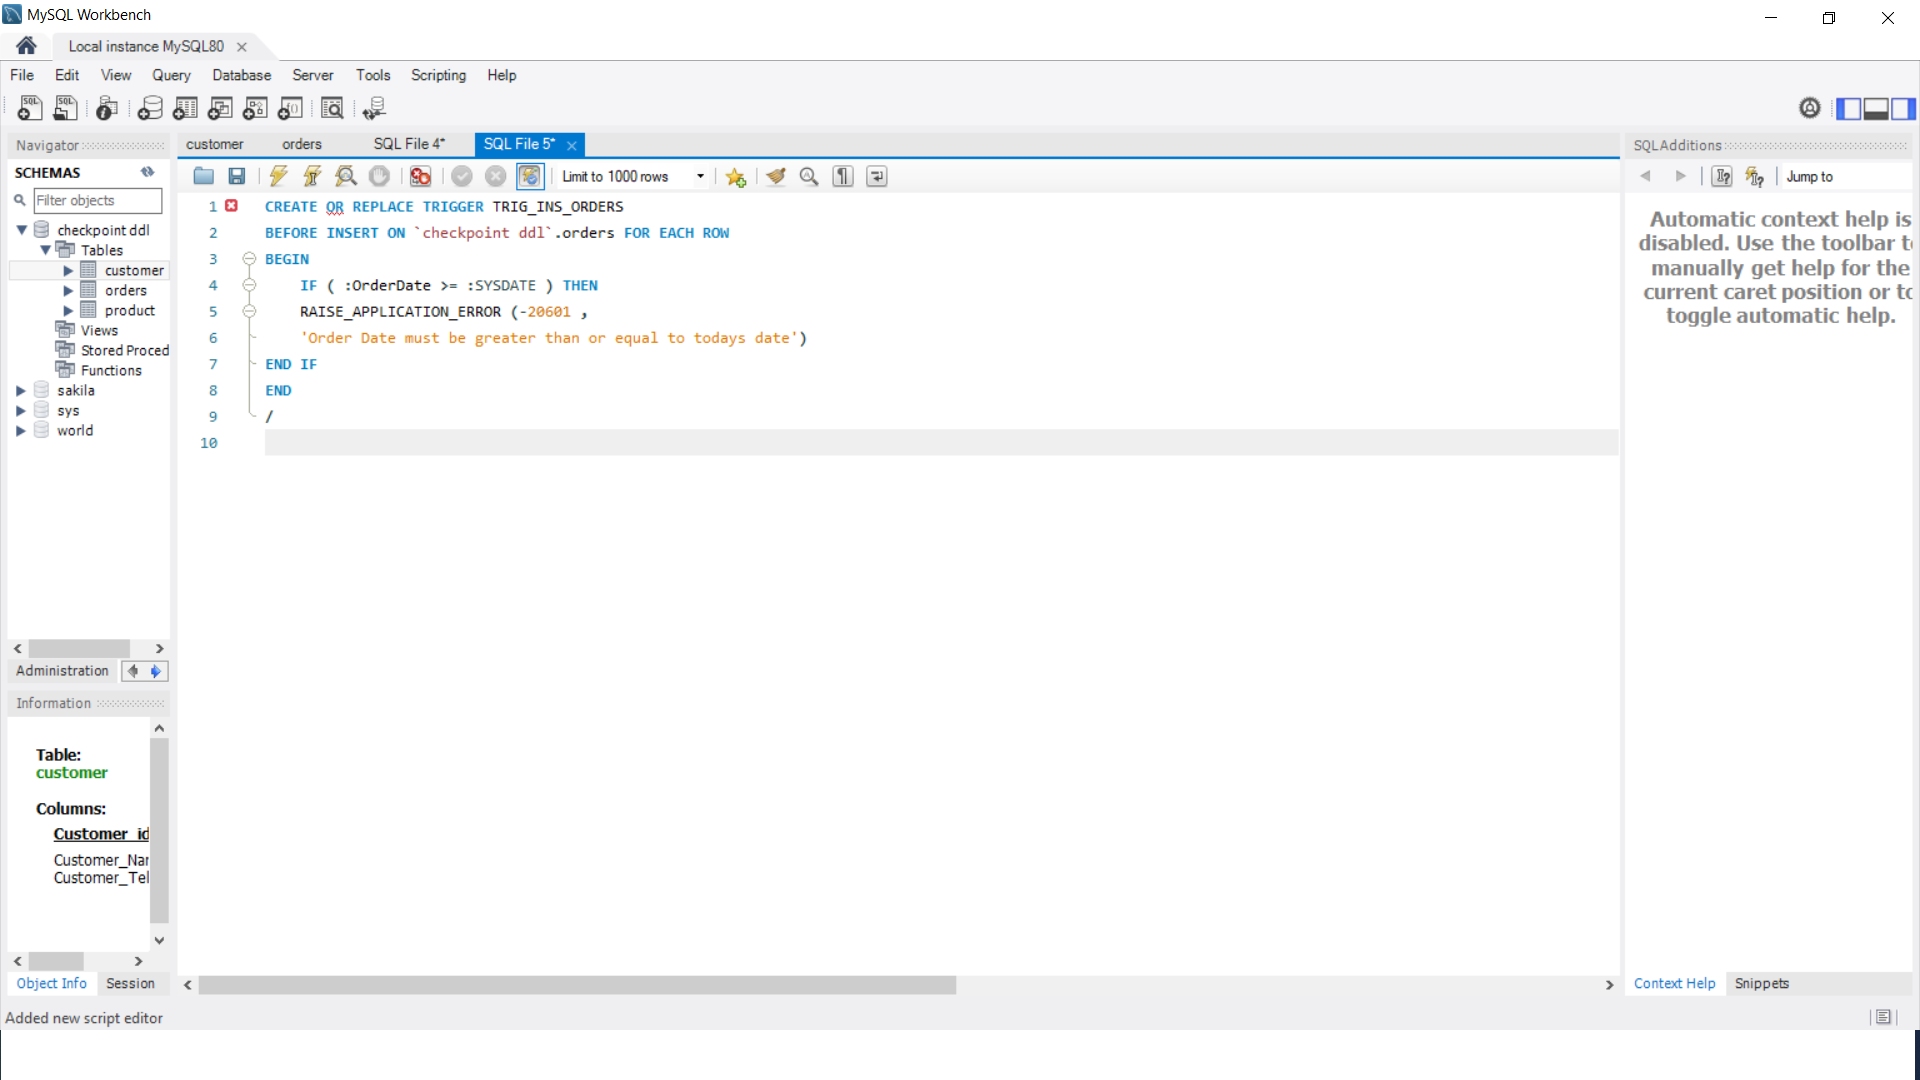 MySQL Workbench
Local instance MySQL80
File Edit View Query Database Server Tools Scripting Help
Navigator
SCHEMAS
Filter objects
checkpoint ddl
Tables
customer
orders
product
Views
Stored Proced
Functions
sakila
sys
world
Administration
Information
Table:
customer
Columns:
Customer_id
Customer_Nar
Customer_Tel
Object Info Session
customer orders SQL File 4* SQL File 5*
Limit to 1000 rows
1 CREATE OR REPLACE TRIGGER TRIG_INS_ORDERS
2 BEFORE INSERT ON `checkpoint ddl`.orders FOR EACH ROW
3 BEGIN
4 IF ( :OrderDate >= :SYSDATE ) THEN
5 RAISE_APPLICATION_ERROR (-20601 ,
6 'Order Date must be greater than or equal to todays date')
7 END IF
8 END
9 /
10
SQLAdditions
Jump to
Automatic context help is
disabled. Use the toolbar to
manually get help for the
current caret position or to
toggle automatic help.
Context Help Snippets
Added new script editor